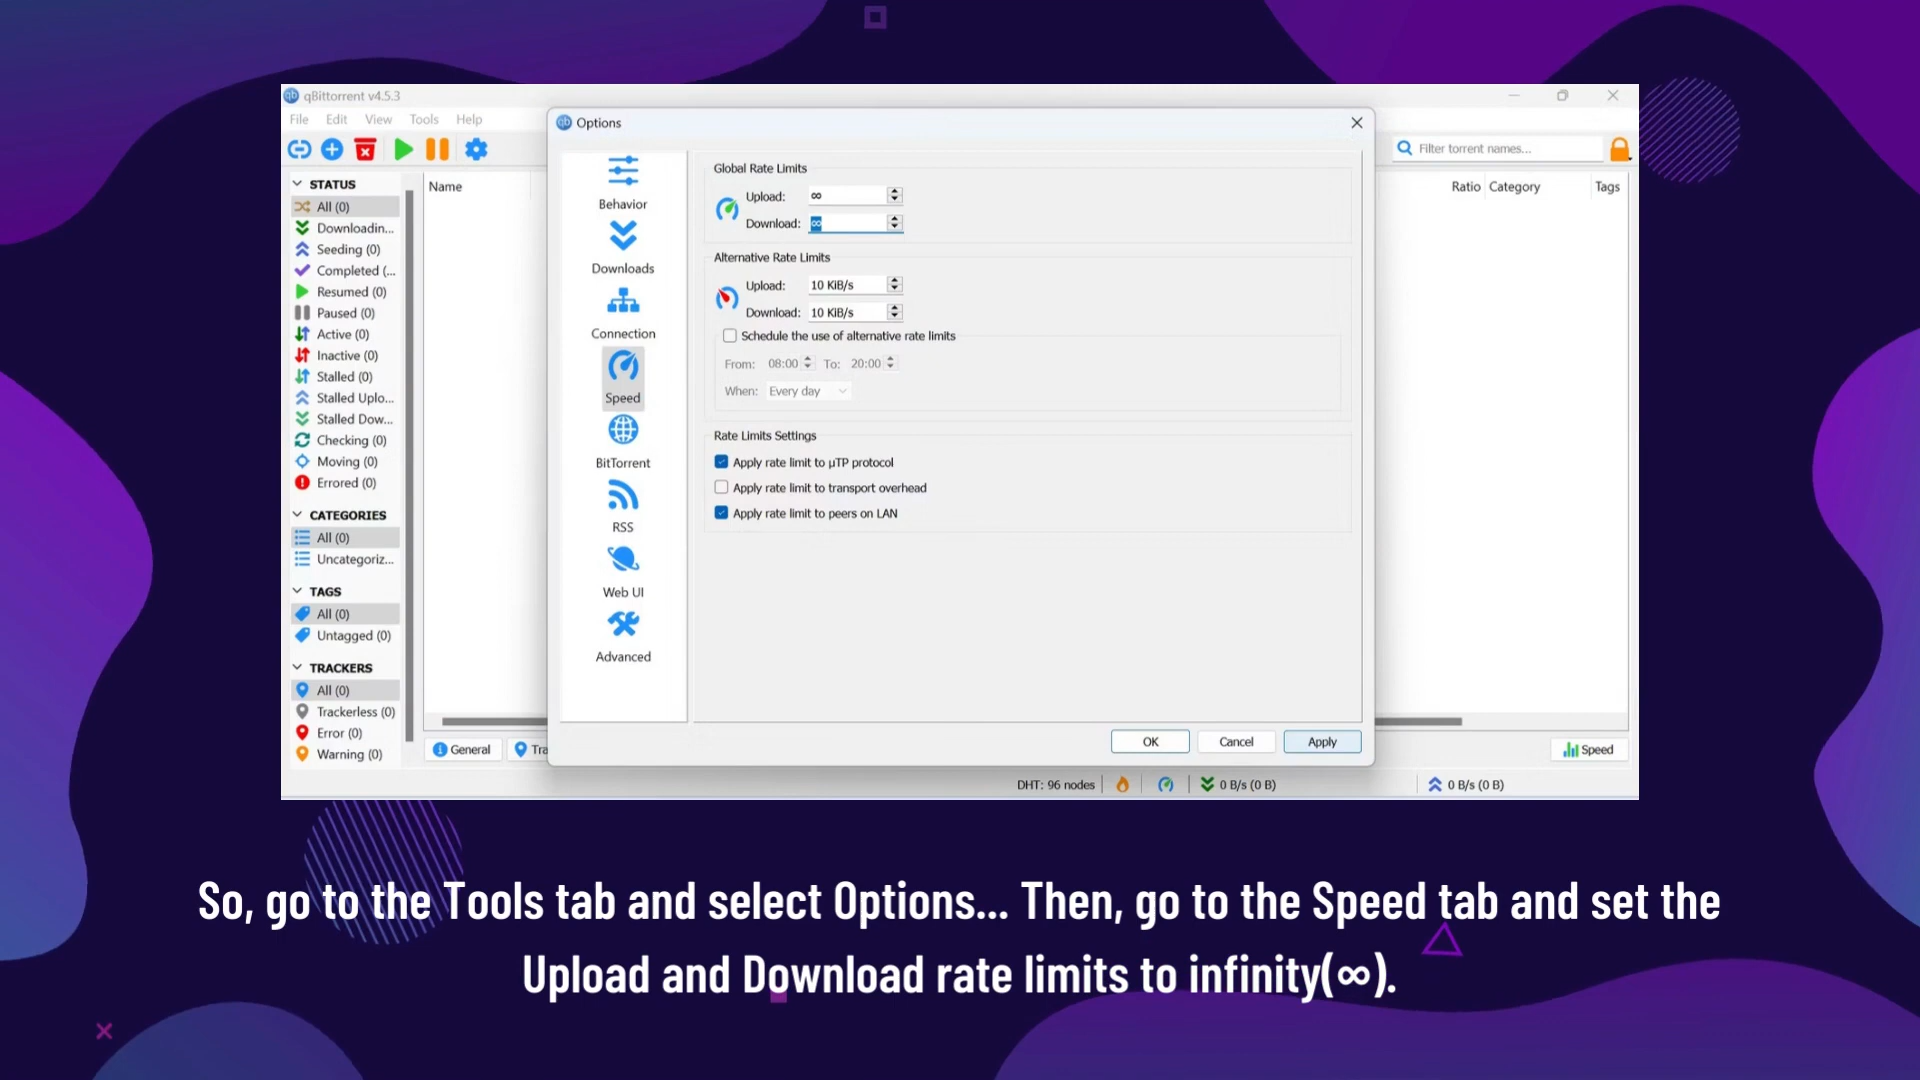 qBittorrent v4.5.3
File Edit View Tools Help
Filter torrent names...
STATUS
All (0)
Downloadin...
Seeding (0)
Completed (...
Resumed (0)
Paused (0)
Active (0)
Inactive (0)
Stalled (0)
Stalled Uplo...
Stalled Dow...
Checking (0)
Moving (0)
Errored (0)
CATEGORIES
All (0)
Uncategoriz...
TAGS
All (0)
Untagged (0)
TRACKERS
All (0)
Trackerless (0)
Error (0)
Warning (0)
Name
Ratio Category Tags
Options
Behavior
Downloads
Connection
Speed
BitTorrent
RSS
Web UI
Advanced
Global Rate Limits
Upload: ∞
Download: ∞
Alternative Rate Limits
Upload: 10 KiB/s
Download: 10 KiB/s
Schedule the use of alternative rate limits
From: 08:00 To: 20:00
When: Every day
Rate Limits Settings
Apply rate limit to µTP protocol
Apply rate limit to transport overhead
Apply rate limit to peers on LAN
OK Cancel Apply
General Tra
Speed
DHT: 96 nodes 0 B/s (0 B) 0 B/s (0 B)
So, go to the Tools tab and select Options... Then, go to the Speed tab and set the
Upload and Download rate limits to infinity(∞).